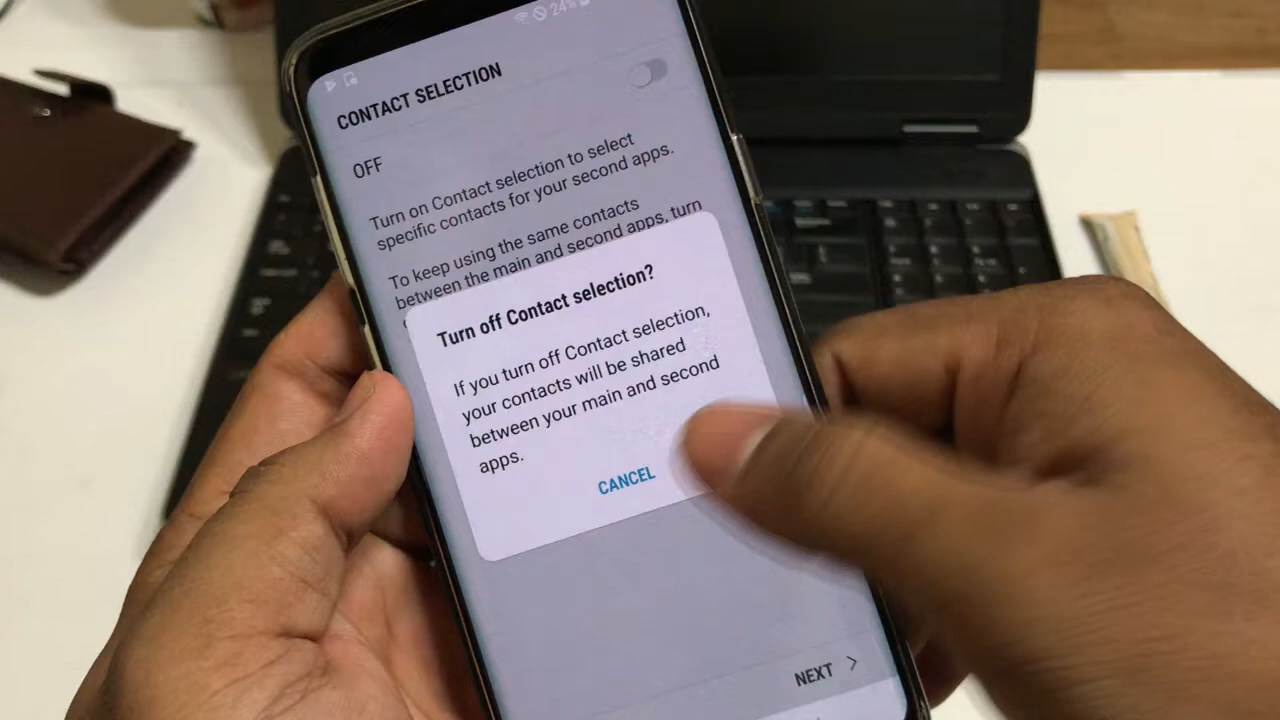 24%
CONTACT SELECTION
OFF
Turn on Contact selection to select
specific contacts for your second apps.
To keep using the same contacts
between the main and second apps, turn
Turn off Contact selection?
If you turn off Contact selection,
your contacts will be shared
between your main and second
apps.
CANCEL
NEXT